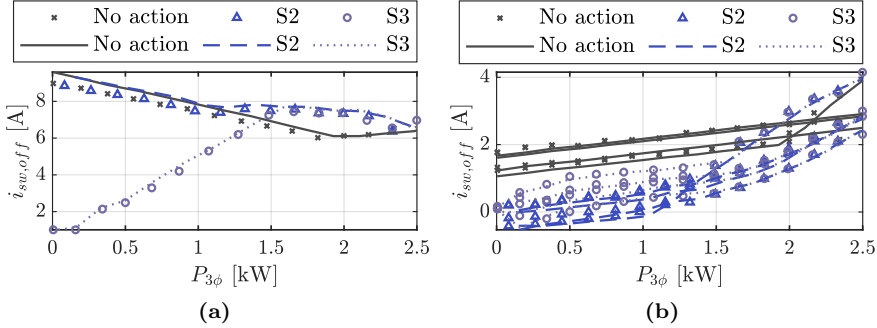 No action S2 S3
No action S2 S3
8
6
4
2
0 0.5 1 1.5 2 2.5
i_{sw,off} [A]
P_{3ϕ} [kW]
(a)
No action S2 S3
No action S2 S3
4
2
0
0 0.5 1 1.5 2 2.5
i_{sw,off} [A]
P_{3ϕ} [kW]
(b)